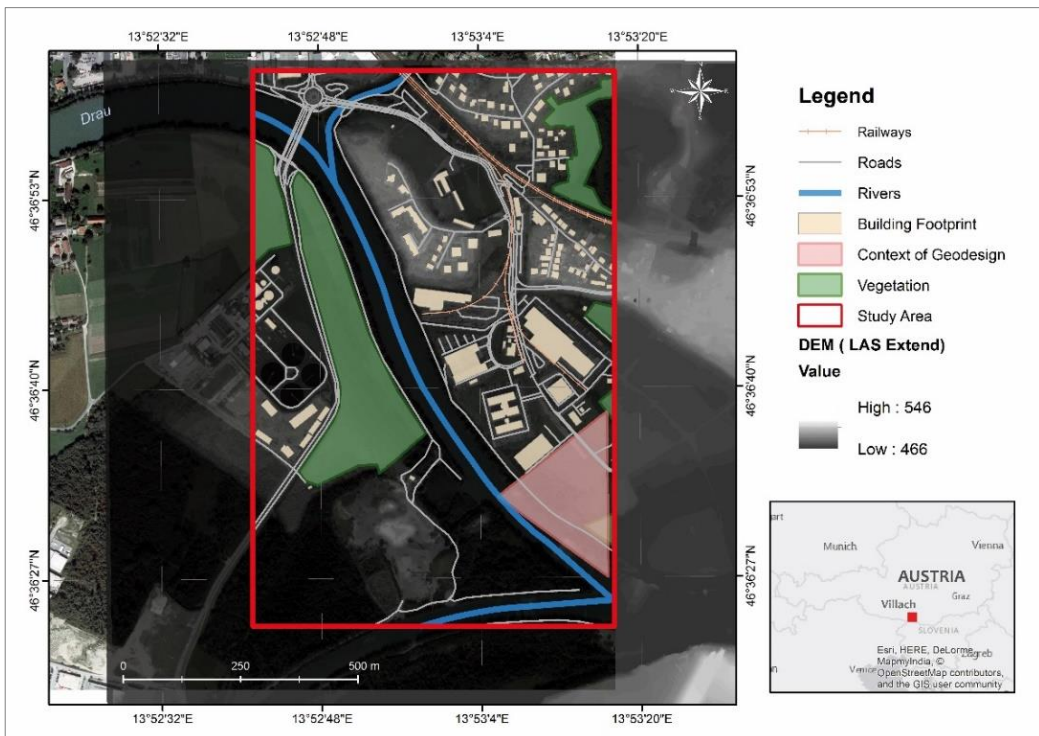 13°52'32"E
13°52'48"E
13°53'4"E
13°53'20"E
Drau
46°36'53"N
46°36'53"N
46°36'40"N
46°36'40"N
46°36'27"N
46°36'27"N
0
250
500 m
13°52'32"E
13°52'48"E
13°53'4"E
13°53'20"E
Legend
Railways
Roads
Rivers
Building Footprint
Context of Geodesign
Vegetation
Study Area
DEM ( LAS Extend)
Value
High : 546
Low : 466
art
Munich
Vienna
AUSTRIA
AUSTRIA
Graz
Villach
SLOVENIA
Zagreb
Venice
Esri, HERE, DeLorme,
MapmyIndia, ©
OpenStreetMap contributors,
and the GIS user community